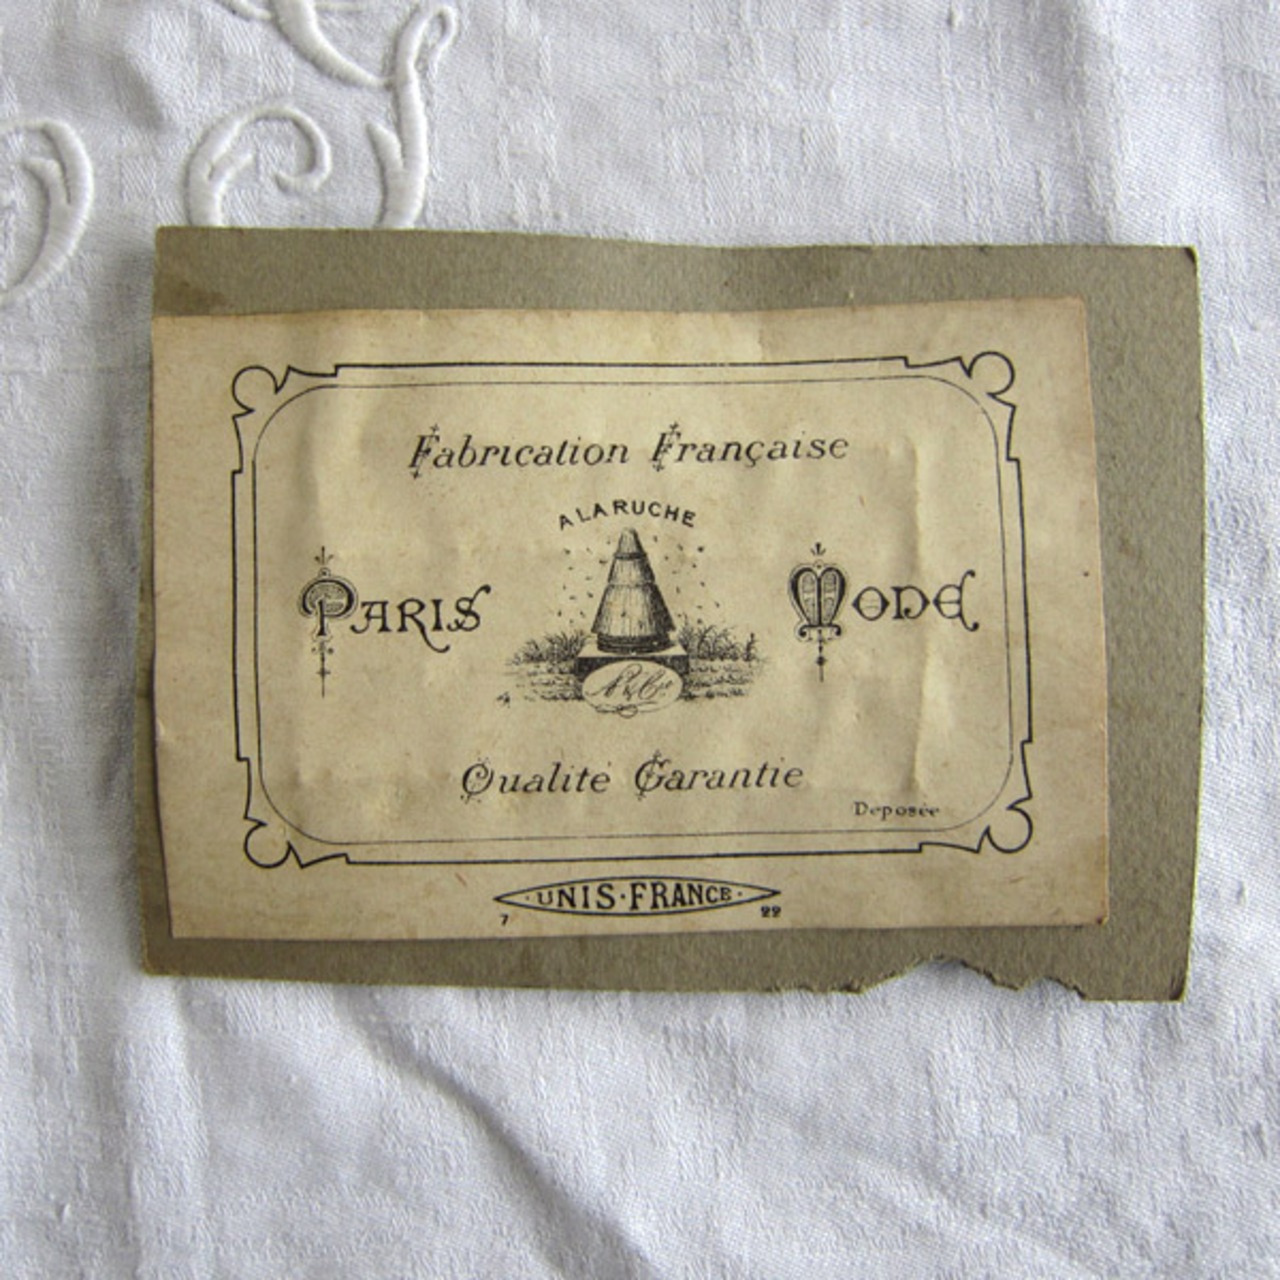 Fabrication Française
A LA RUCHE
PARIS MODE
Qualité Garantie
Deposée
· UNIS · FRANCE ·
7 22